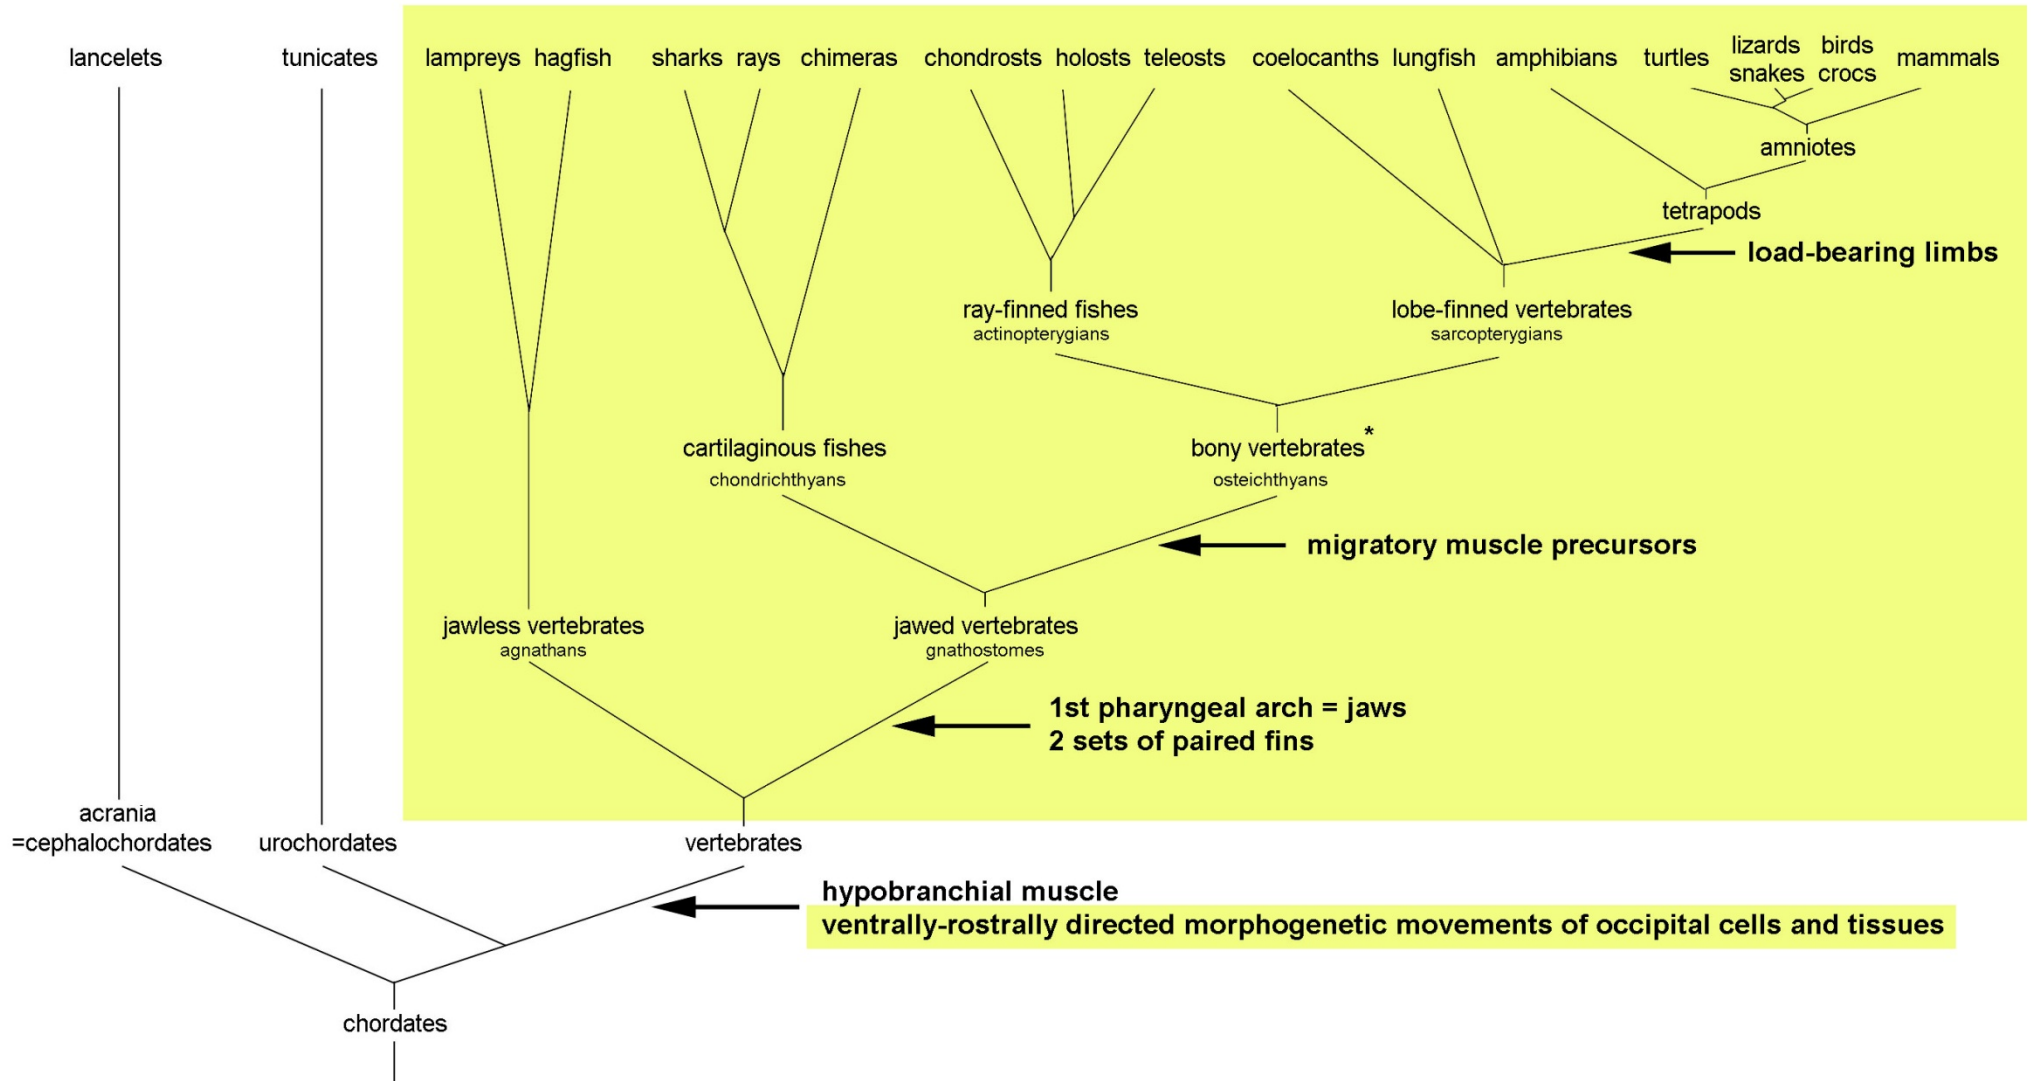 lancelets
tunicates
lampreys hagfish
sharks rays chimeras
chondrosts holosts teleosts
coelocanths lungfish amphibians
turtles
lizards
snakes
birds
crocs
mammals
amniotes
tetrapods
load-bearing limbs
ray-finned fishes
actinopterygians
lobe-finned vertebrates
sarcopterygians
cartilaginous fishes
chondrichthyans
bony vertebrates*
osteichthyans
migratory muscle precursors
jawless vertebrates
agnathans
jawed vertebrates
gnathostomes
1st pharyngeal arch = jaws
2 sets of paired fins
acrania
=cephalochordates
urochordates
vertebrates
hypobranchial muscle
ventrally-rostrally directed morphogenetic movements of occipital cells and tissues
chordates